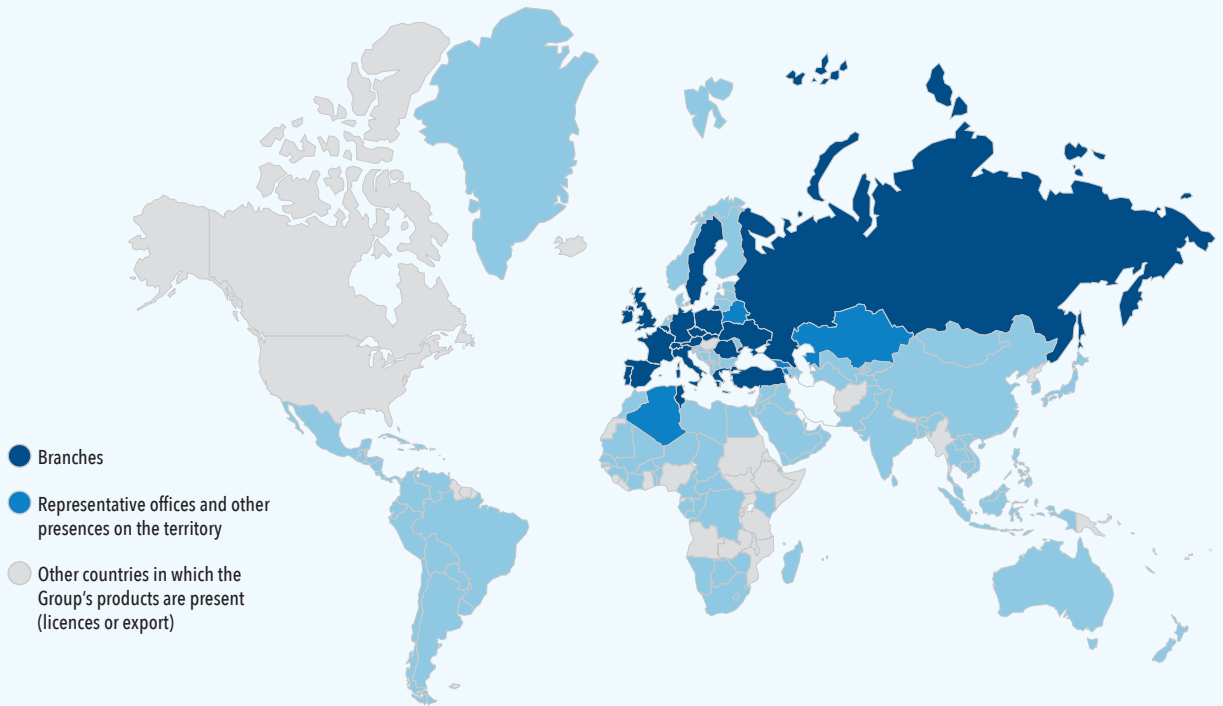 Branches
Representative offices and other
presences on the territory
Other countries in which the
Group's products are present
(licences or export)